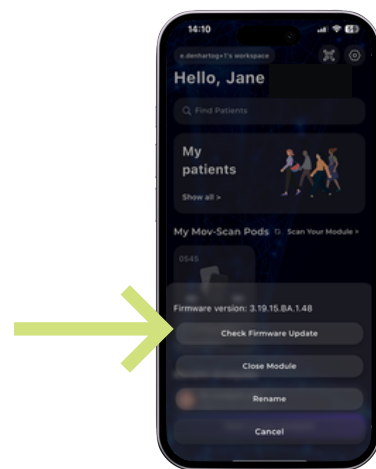 14:10
e.denhartog+1's workspace
Hello, Jane
Find Patients
My
patients
Show all >
My Mov-Scan Pods
Scan Your Module >
0545
Firmware version: 3.19.15.BA.1.48
Check Firmware Update
Close Module
Rename
Cancel